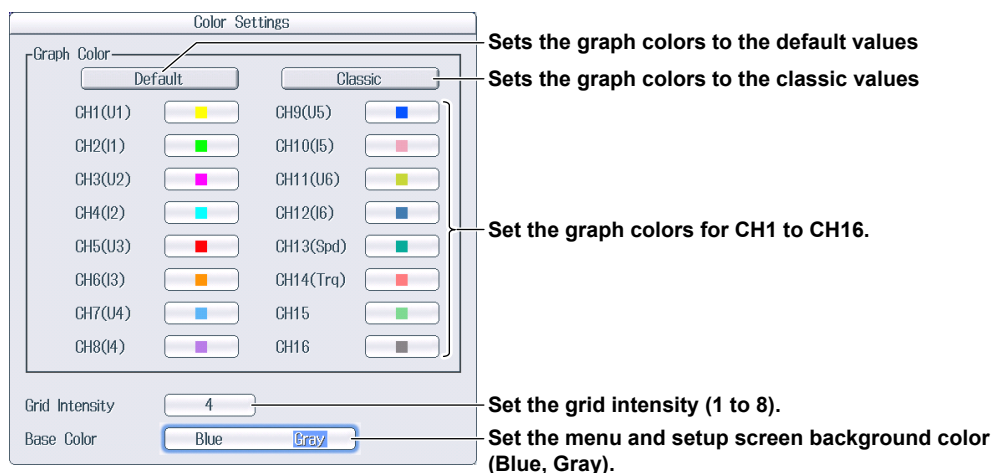 Color Settings
Graph Color
Default
Classic
CH1(U1)
CH9(U5)
CH2(I1)
CH10(I5)
CH3(U2)
CH11(U6)
CH4(I2)
CH12(I6)
CH5(U3)
CH13(Spd)
CH6(I3)
CH14(Trq)
CH7(U4)
CH15
CH8(I4)
CH16
Grid Intensity
4
Base Color
Blue
Gray
Sets the graph colors to the default values
Sets the graph colors to the classic values
Set the graph colors for CH1 to CH16.
Set the grid intensity (1 to 8).
Set the menu and setup screen background color
(Blue, Gray).